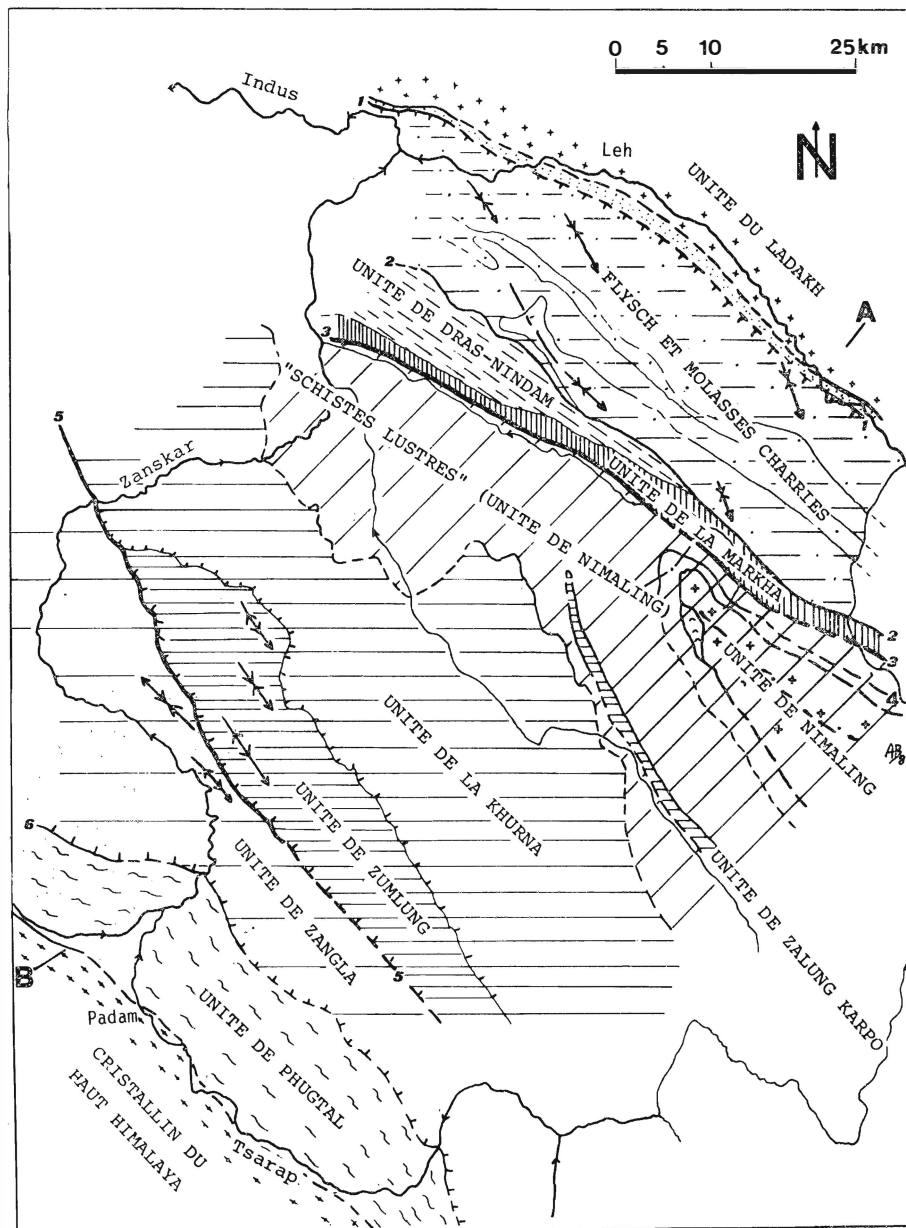 0 5 10 25km
Indus
1
Leh
N
UNITE DU LADAKH
A
2
UNITE DE DRAS-NINDAM
FLYSCH ET MOLASSES CHARRIES
3
"SCHISTES LUSTRES" (UNITE DE NIMALING)
5
Zanskar
UNITE DE LA MARKHA
1
2
3
UNITE DE NIMALING
4
UNITE DE LA KHURNA
UNITE DE ZUMLUNG
UNITE DE ZANGLA
UNITE DE ZALUNG KARPO
6
5
B
Padam
UNITE DE PHUGTAL
CRISTALLIN DU
HAUT HIMALAYA
Tsarap